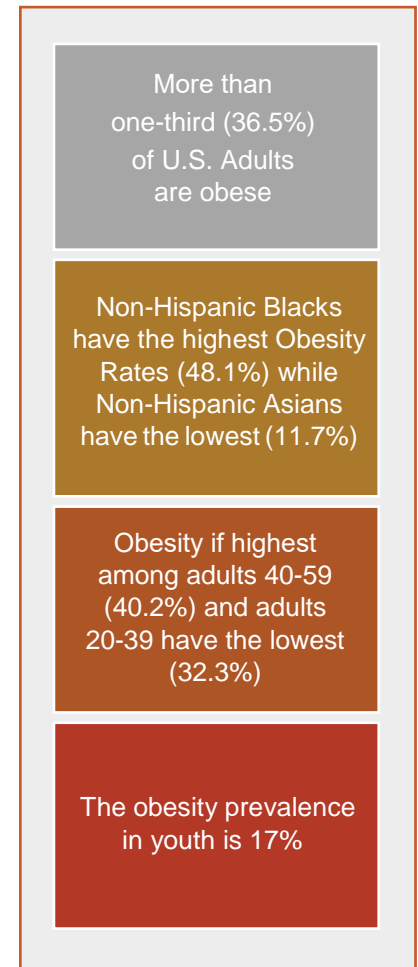 More than
one-third (36.5%)
of U.S. Adults
are obese
Non-Hispanic Blacks
have the highest Obesity
Rates (48.1%) while
Non-Hispanic Asians
have the lowest (11.7%)
Obesity if highest
among adults 40-59
(40.2%) and adults
20-39 have the lowest
(32.3%)
The obesity prevalence
in youth is 17%